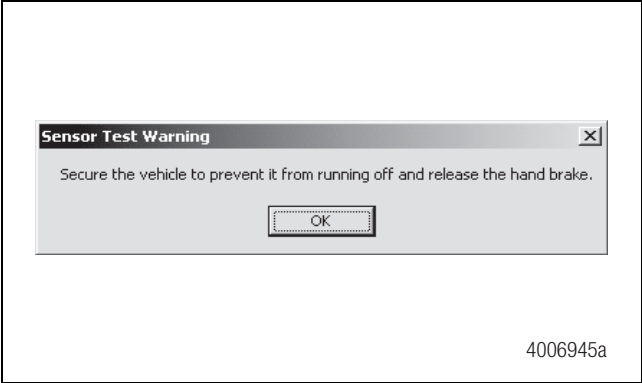 Sensor Test Warning
Secure the vehicle to prevent it from running off and release the hand brake.
OK
4006945a